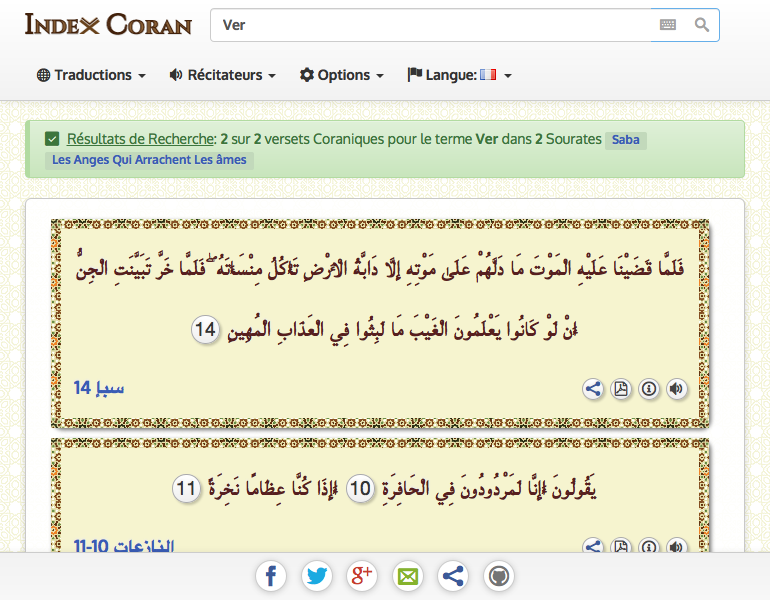 Index Coran
Ver
Traductions
Récitateurs
Options
Langue:
Résultats de Recherche: 2 sur 2 versets Coraniques pour le terme Ver dans 2 Sourates Saba
Les Anges Qui Arrachent Les âmes
فَلَمَّا قَضَيْنَا عَلَيْهِ الْمَوْتَ مَا دَلَّهُمْ عَلَىٰ مَوْتِهِ إِلَّا دَابَّةُ الْأَرْضِ تَأْكُلُ مِنْسَأَتَهُ ۖ فَلَمَّا خَرَّ تَبَيَّنَتِ الْجِنُّ
أَنْ لَوْ كَانُوا يَعْلَمُونَ الْغَيْبَ مَا لَبِثُوا فِي الْعَذَابِ الْمُهِينِ 14
سبإ 14
يَقُولُونَ أَإِنَّا لَمَرْدُودُونَ فِي الْحَافِرَةِ 10 أَإِذَا كُنَّا عِظَامًا نَخِرَةً 11
النازعات 10-11